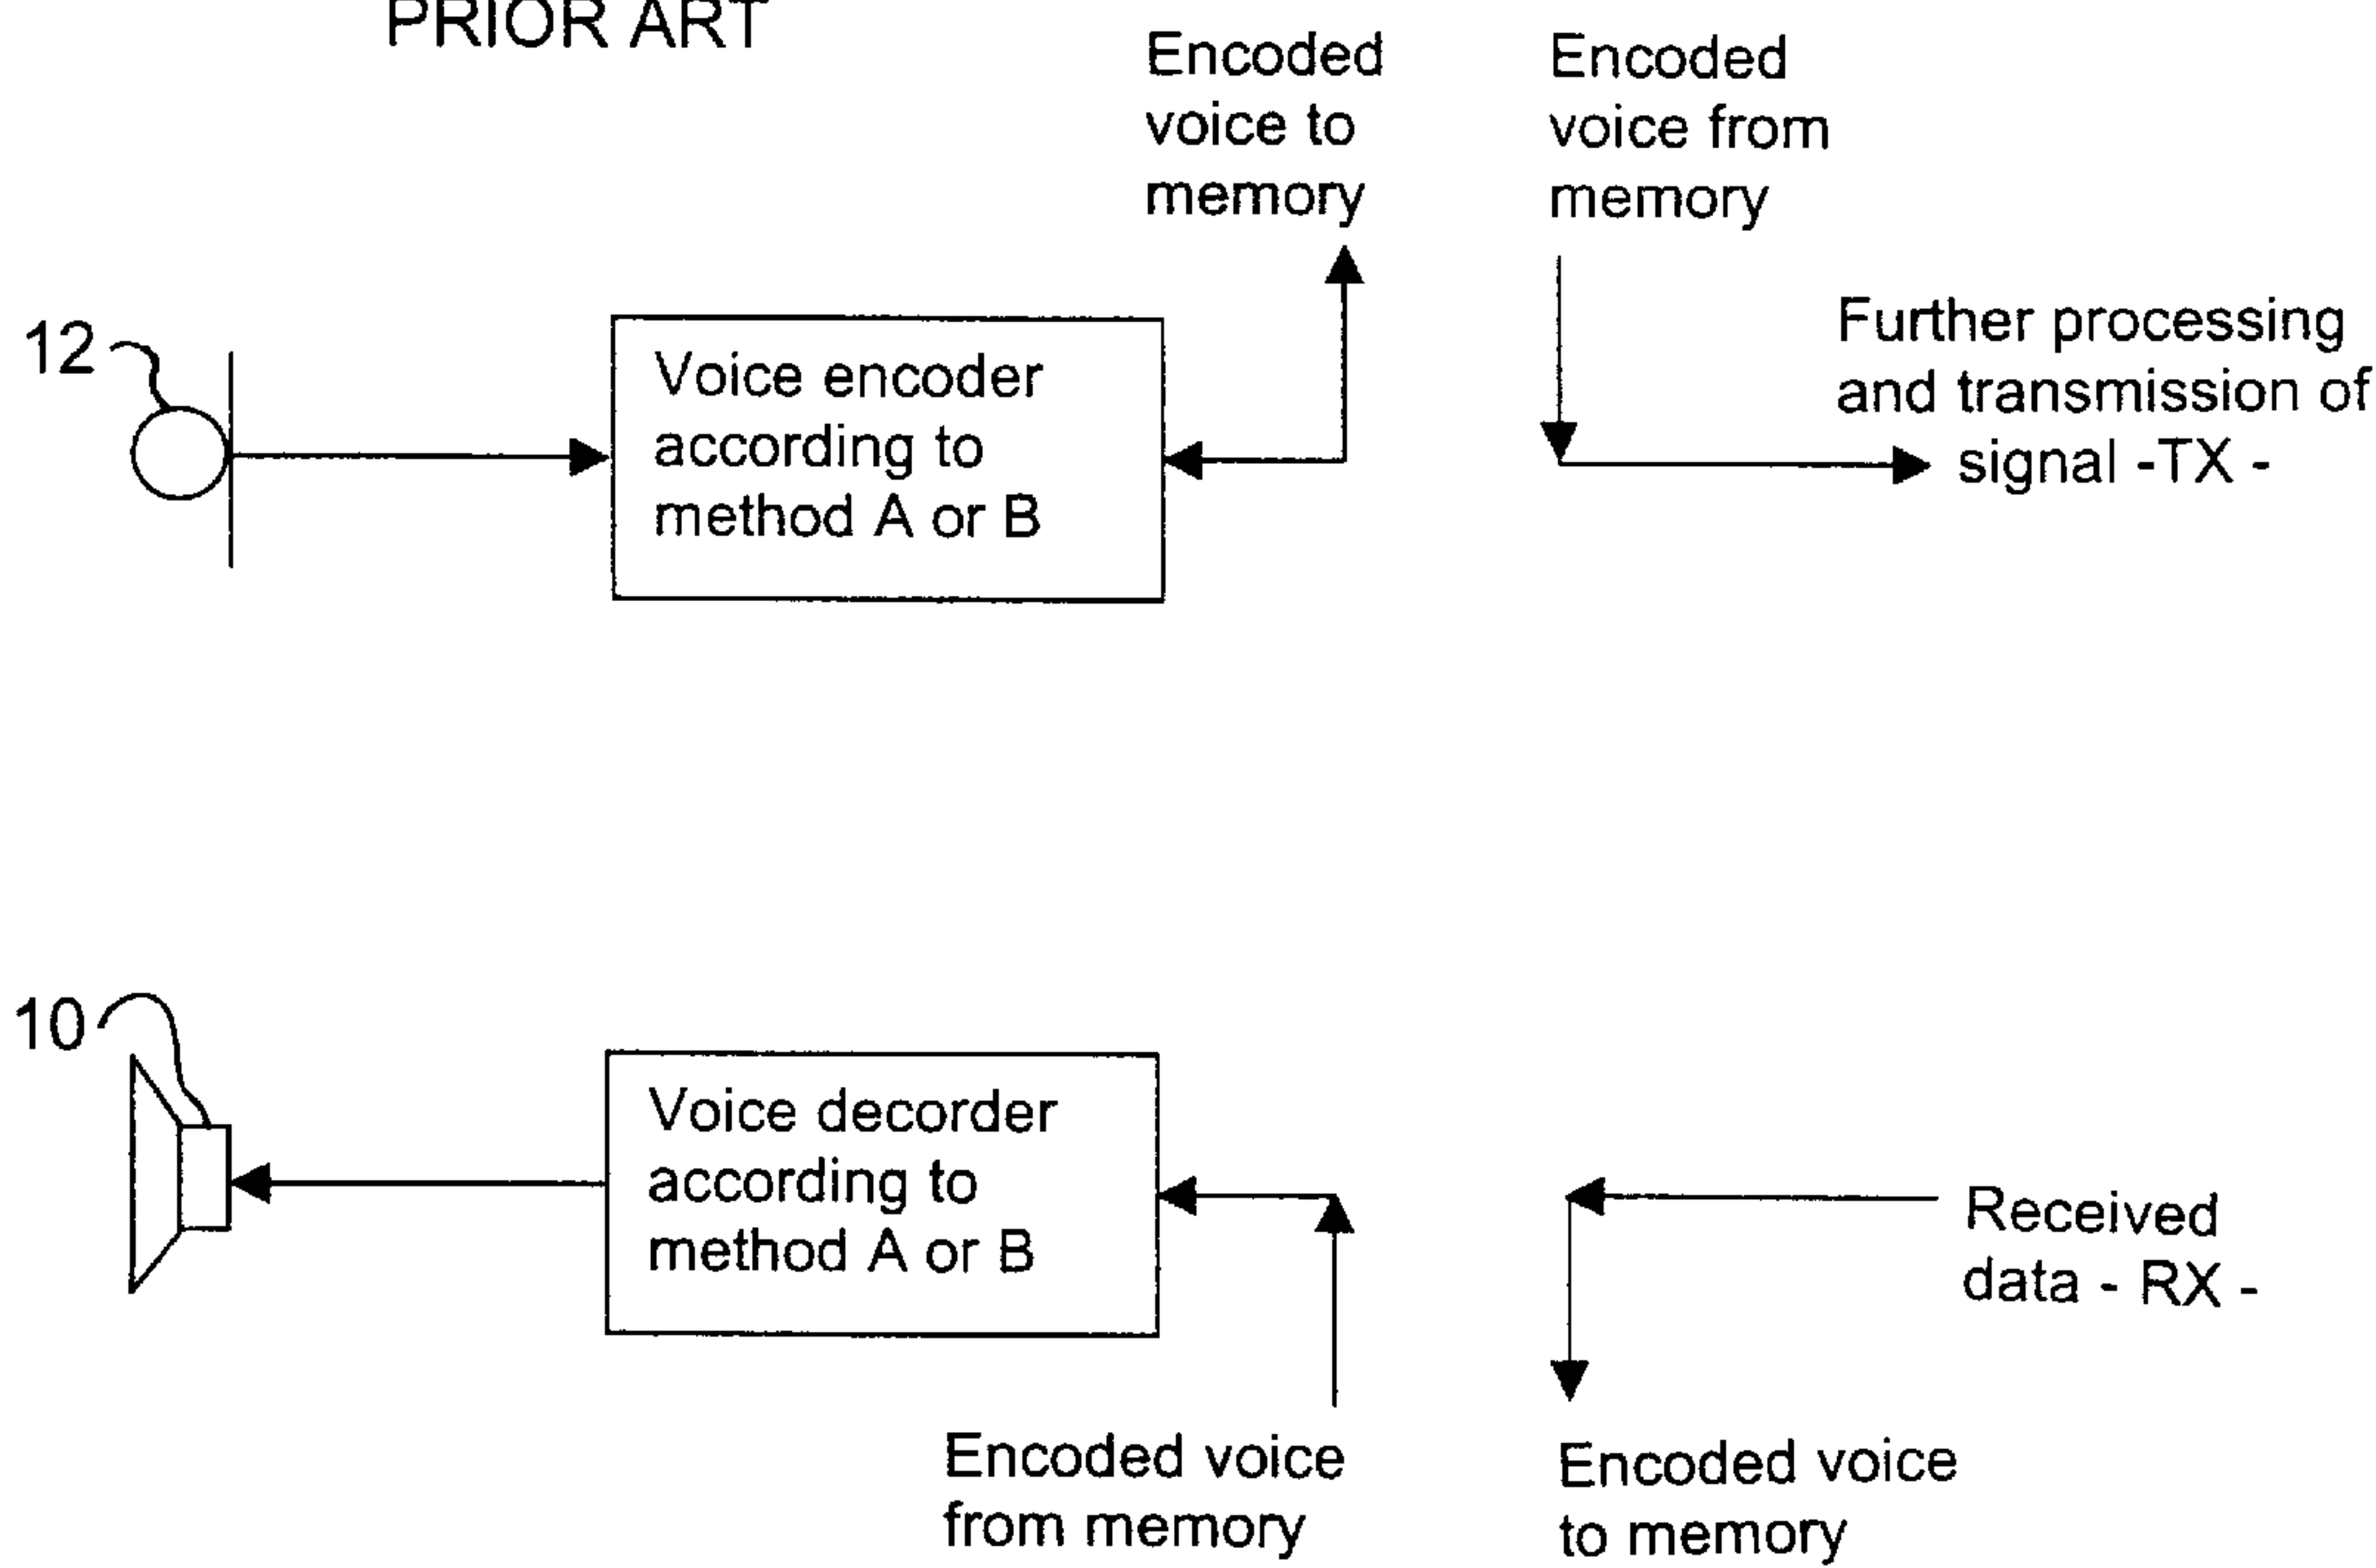 PRIOR ART
Encoded
voice to
memory
Encoded
voice from
memory
12
Voice encoder
according to
method A or B
Further processing
and transmission of
signal -TX -
10
Voice decorder
according to
method A or B
Received
data - RX -
Encoded voice
from memory
Encoded voice
to memory